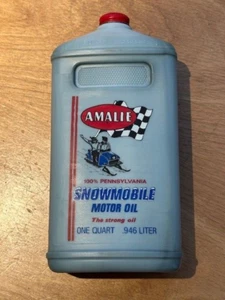 AMALIE
100% PENNSYLVANIA
SNOWMOBILE
MOTOR OIL
The strong oil
ONE QUART .946 LITER